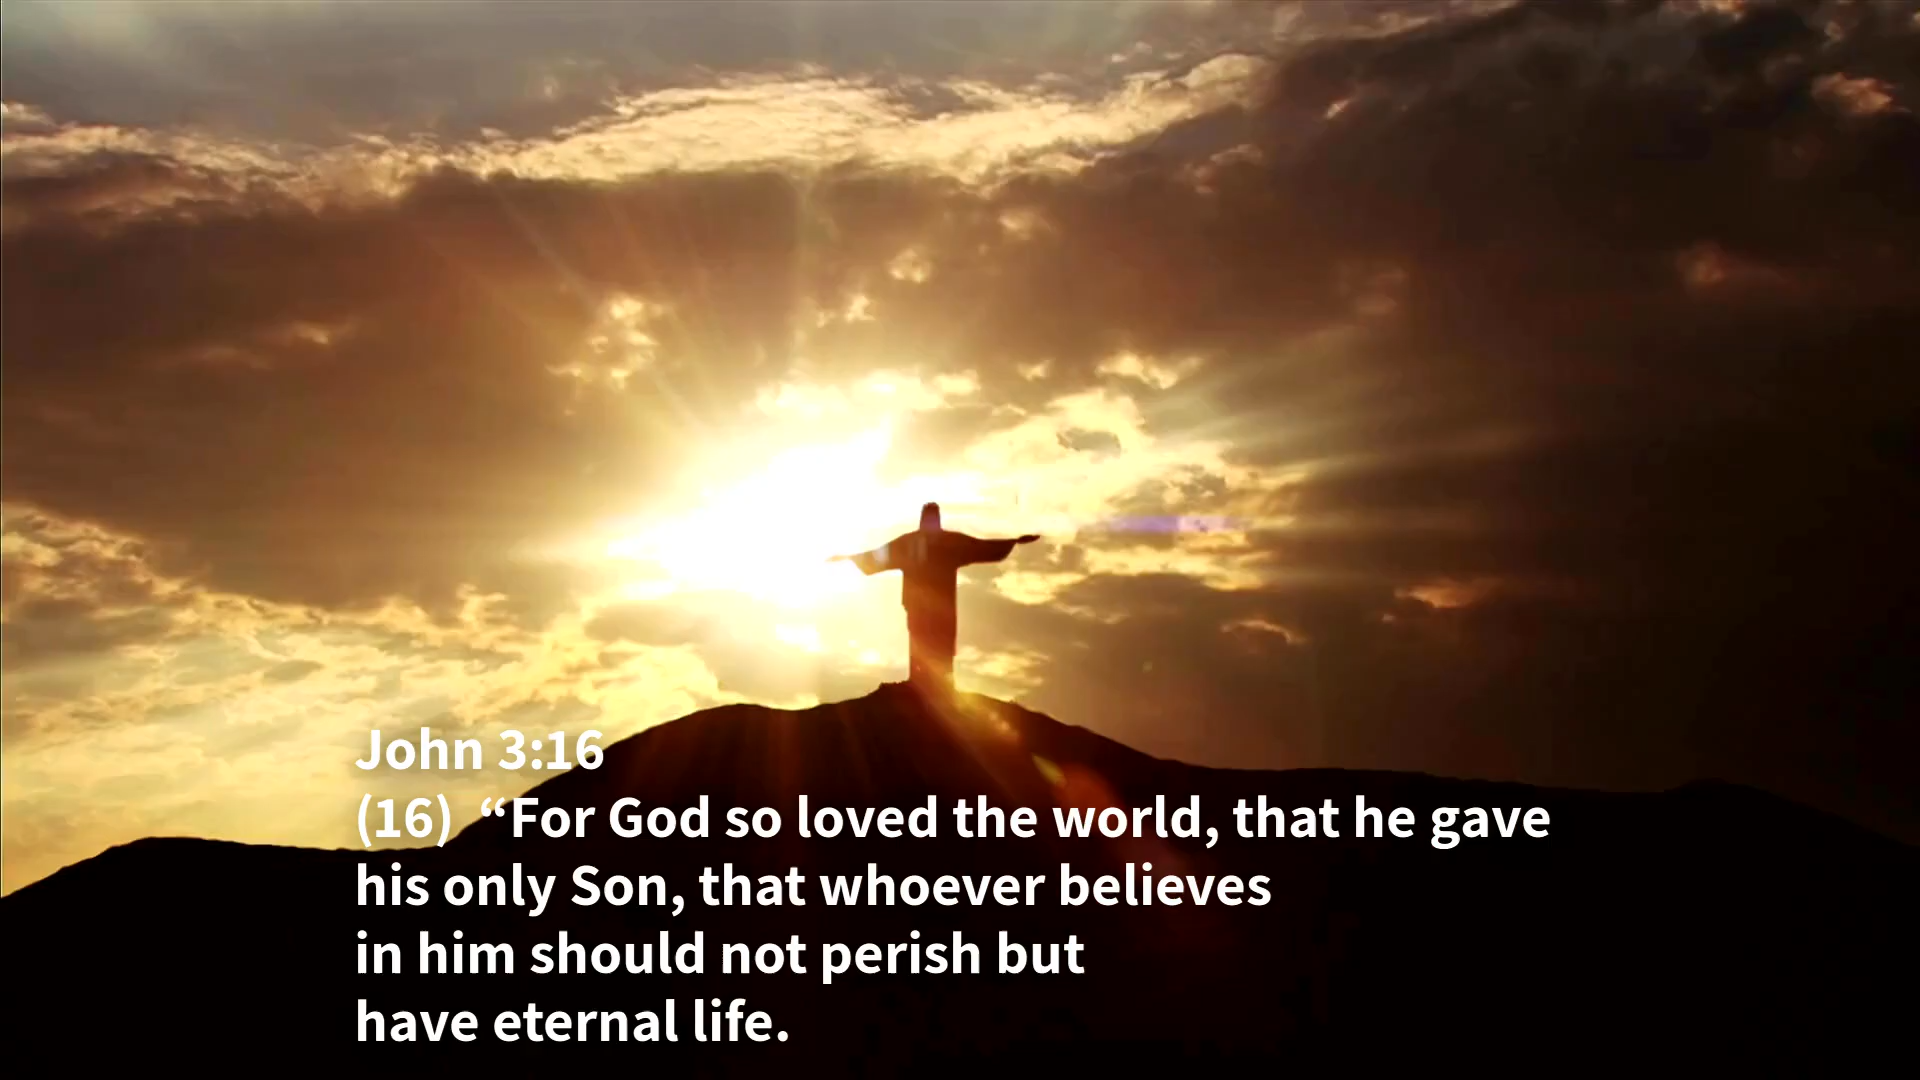 John 3:16
(16)  “For God so loved the world, that he gave
his only Son, that whoever believes
in him should not perish but
have eternal life.